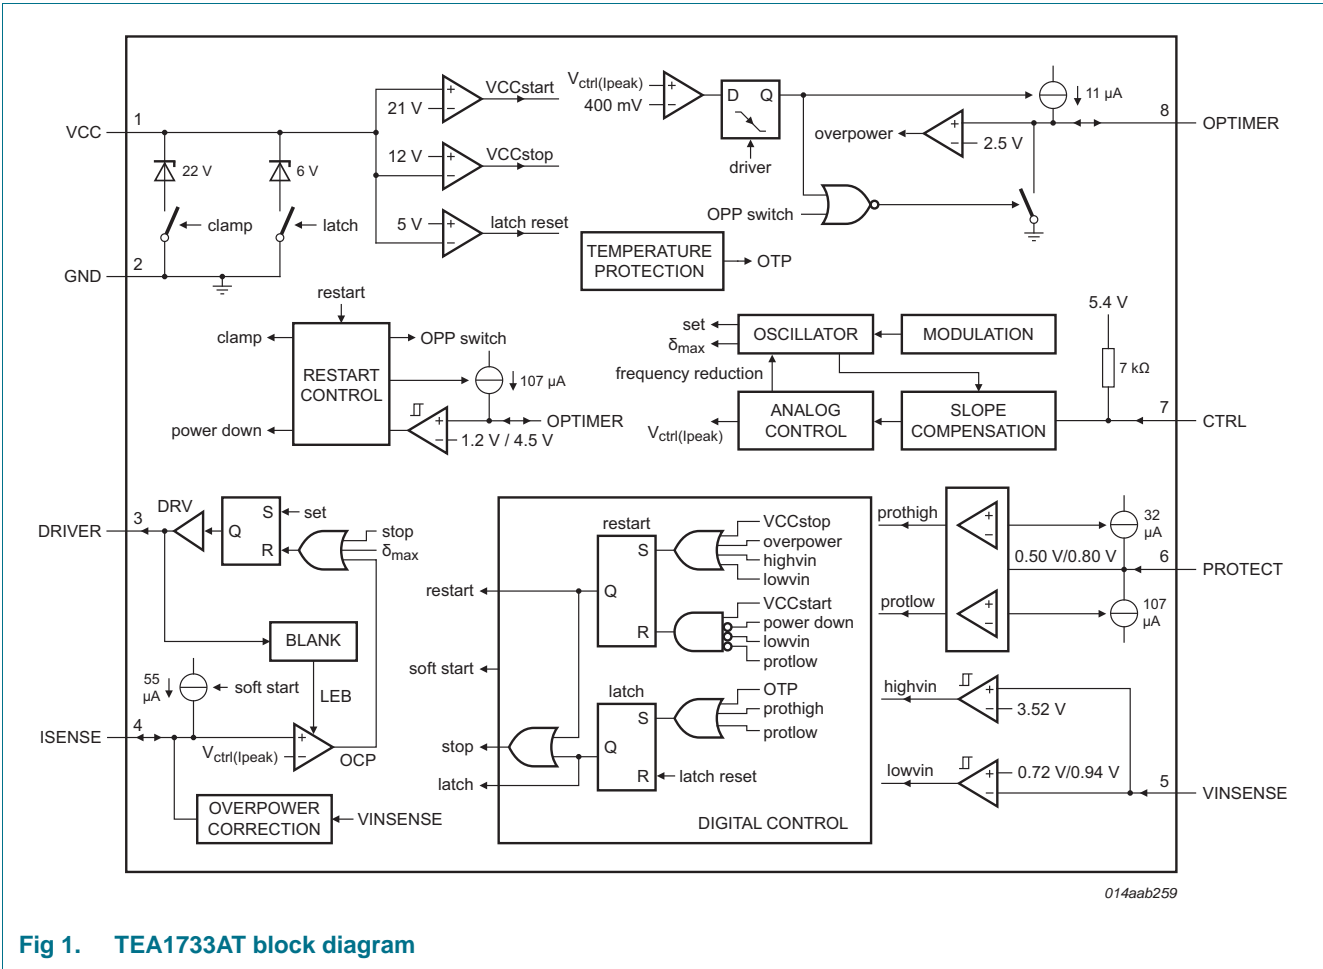 VCC
1
22 V
6 V
clamp
latch
GND
2
21 V
+
−
VCCstart
12 V
+
−
VCCstop
5 V
+
−
latch reset
Vctrl(Ipeak)
400 mV
+
−
D Q
driver
11 μA
8
OPTIMER
overpower
+
−
2.5 V
OPP switch
TEMPERATURE
PROTECTION
OTP
restart
clamp
OPP switch
RESTART
CONTROL
107 μA
power down
+
−
OPTIMER
1.2 V / 4.5 V
set
δmax
OSCILLATOR
MODULATION
5.4 V
7 kΩ
frequency reduction
ANALOG
CONTROL
SLOPE
COMPENSATION
Vctrl(Ipeak)
7
CTRL
DRIVER
3
DRV
Q
S
R
set
stop
δmax
BLANK
LEB
55
μA
soft start
4
ISENSE
Vctrl(Ipeak)
+
−
OCP
OVERPOWER
CORRECTION
VINSENSE
restart
S
R
Q
VCCstop
overpower
highvin
lowvin
VCCstart
power down
lowvin
protlow
restart
soft start
latch
S
Q
R
OTP
prothigh
protlow
latch reset
stop
latch
DIGITAL CONTROL
prothigh
+
−
32
μA
0.50 V/0.80 V
6
PROTECT
protlow
+
−
107
μA
highvin
+
−
3.52 V
lowvin
+
−
0.72 V/0.94 V
5
VINSENSE
014aab259
Fig 1. TEA1733AT block diagram